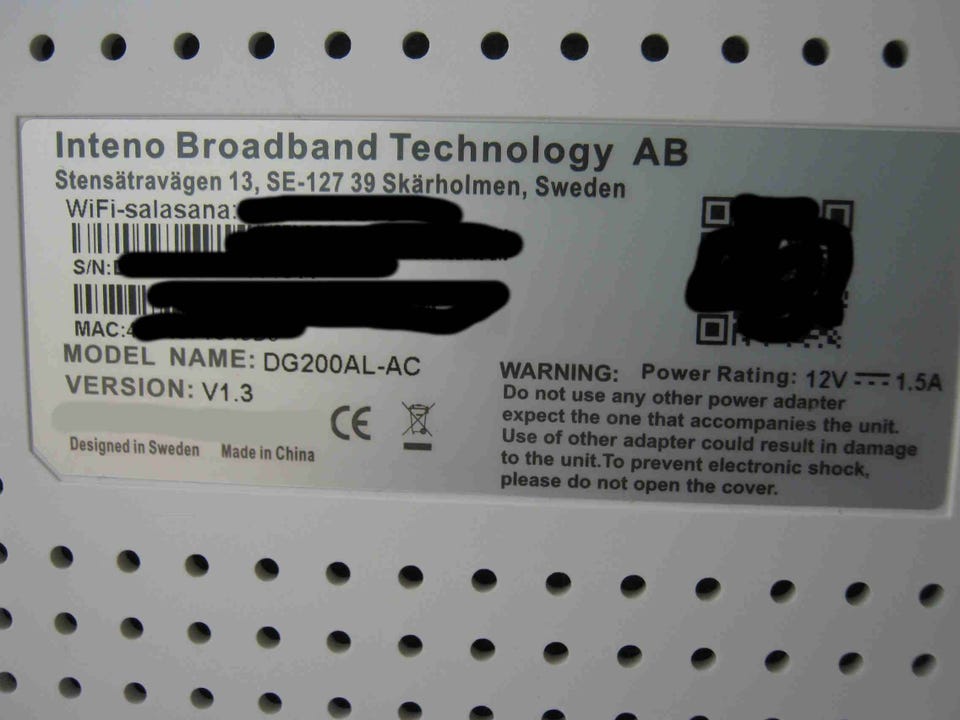 Inteno Broadband Technology AB
Stensätravägen 13, SE-127 39 Skärholmen, Sweden
WiFi-salasana:
S/N:
MAC:4
MODEL NAME: DG200AL-AC
VERSION: V1.3
CE
Designed in Sweden Made in China
WARNING: Power Rating: 12V 1.5A
Do not use any other power adapter
expect the one that accompanies the unit.
Use of other adapter could result in damage
to the unit.To prevent electronic shock,
please do not open the cover.